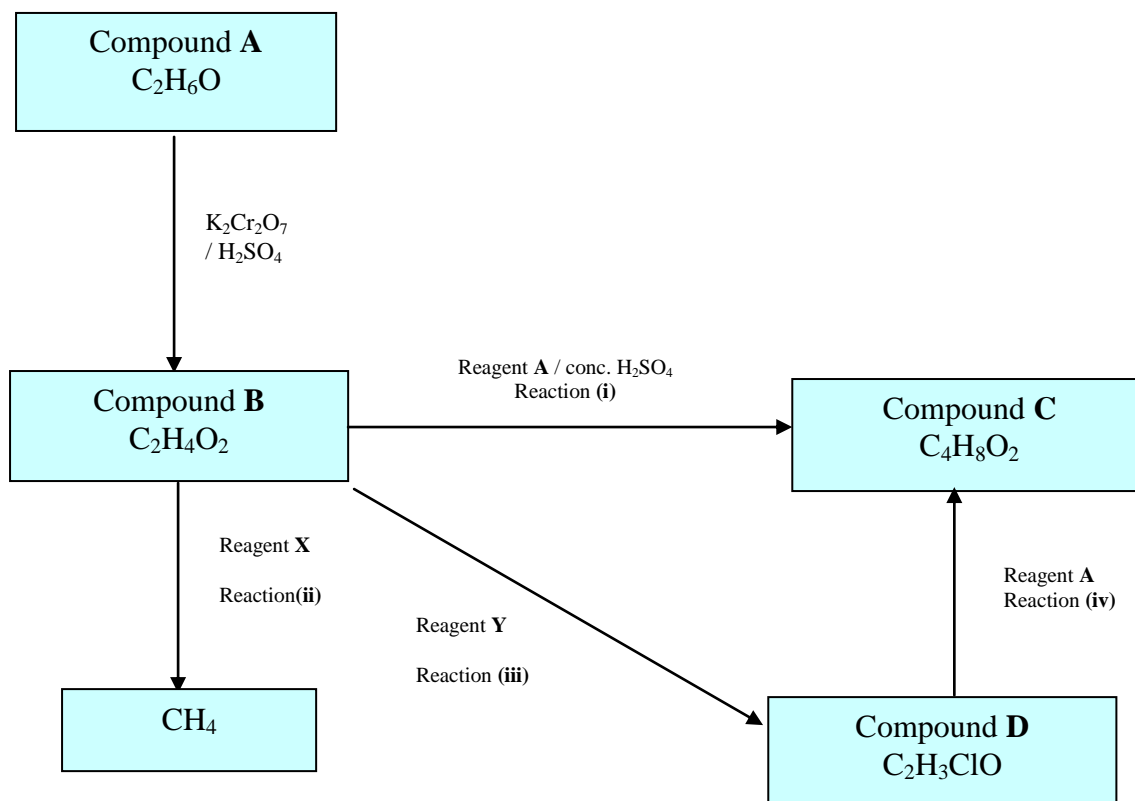 Compound A
C₂H₆O
K₂Cr₂O₇
/ H₂SO₄
Reagent A / conc. H₂SO₄
Reaction (i)
Compound B
C₂H₄O₂
Compound C
C₄H₈O₂
Reagent X
Reaction(ii)
Reagent Y
Reaction (iii)
Reagent A
Reaction (iv)
CH₄
Compound D
C₂H₃ClO